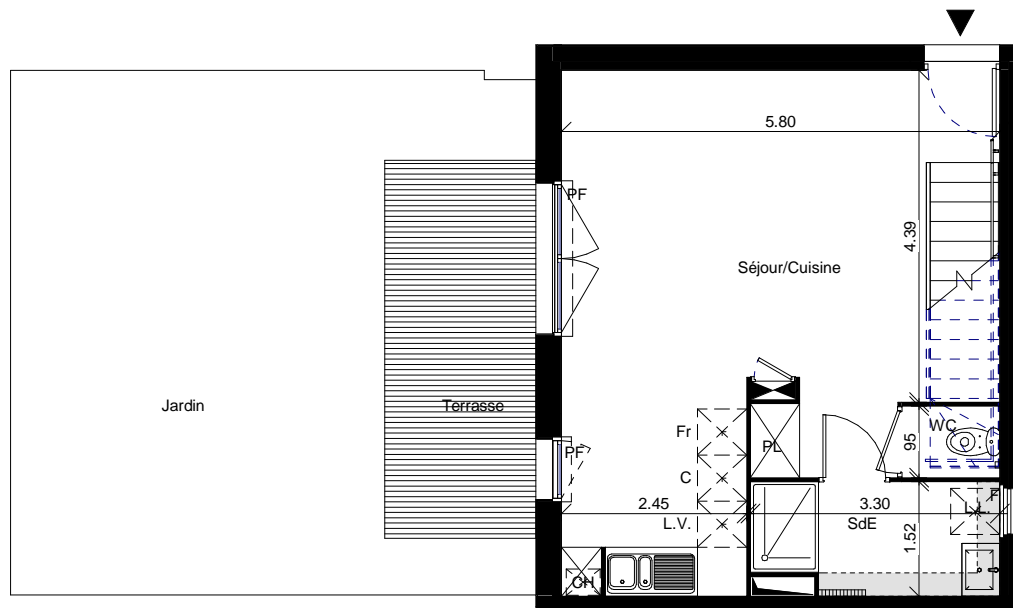 5.80
PF
4.39
Séjour/Cuisine
Jardin
Terrasse
Fr
PL
WC
95
PF
C
2.45
3.30
L.V.
SdE
L.L.
1.52
CH